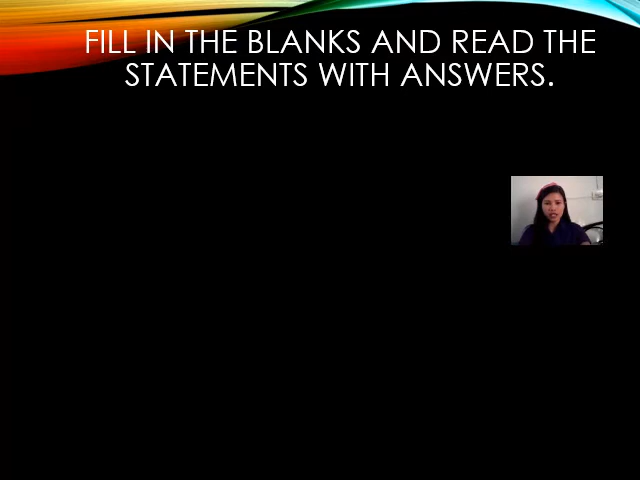 FILL IN THE BLANKS AND READ THE
STATEMENTS WITH ANSWERS.